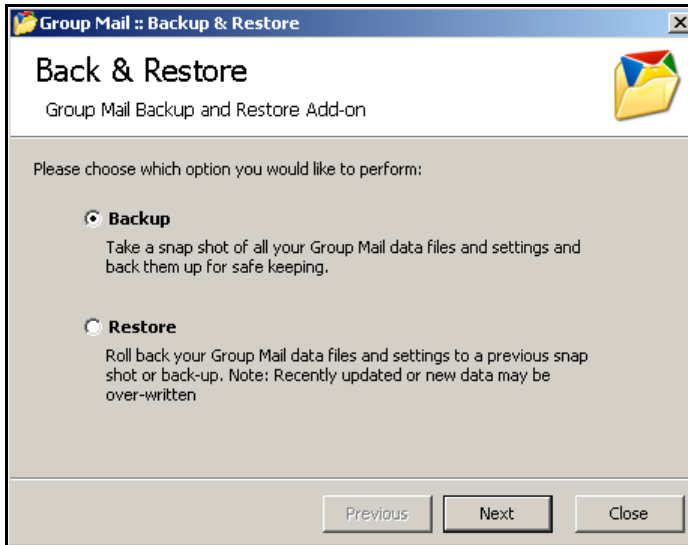 Group Mail :: Backup & Restore
Back & Restore
Group Mail Backup and Restore Add-on
Please choose which option you would like to perform:
Backup
Take a snap shot of all your Group Mail data files and settings and
back them up for safe keeping.
Restore
Roll back your Group Mail data files and settings to a previous snap
shot or back-up. Note: Recently updated or new data may be
over-written
Previous Next Close